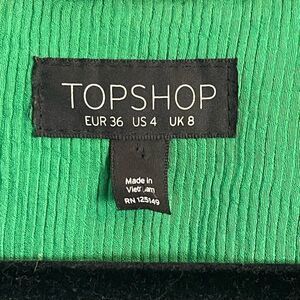 TOPSHOP
EUR 36 US 4 UK 8
Made in
Vietnam
RN 125149